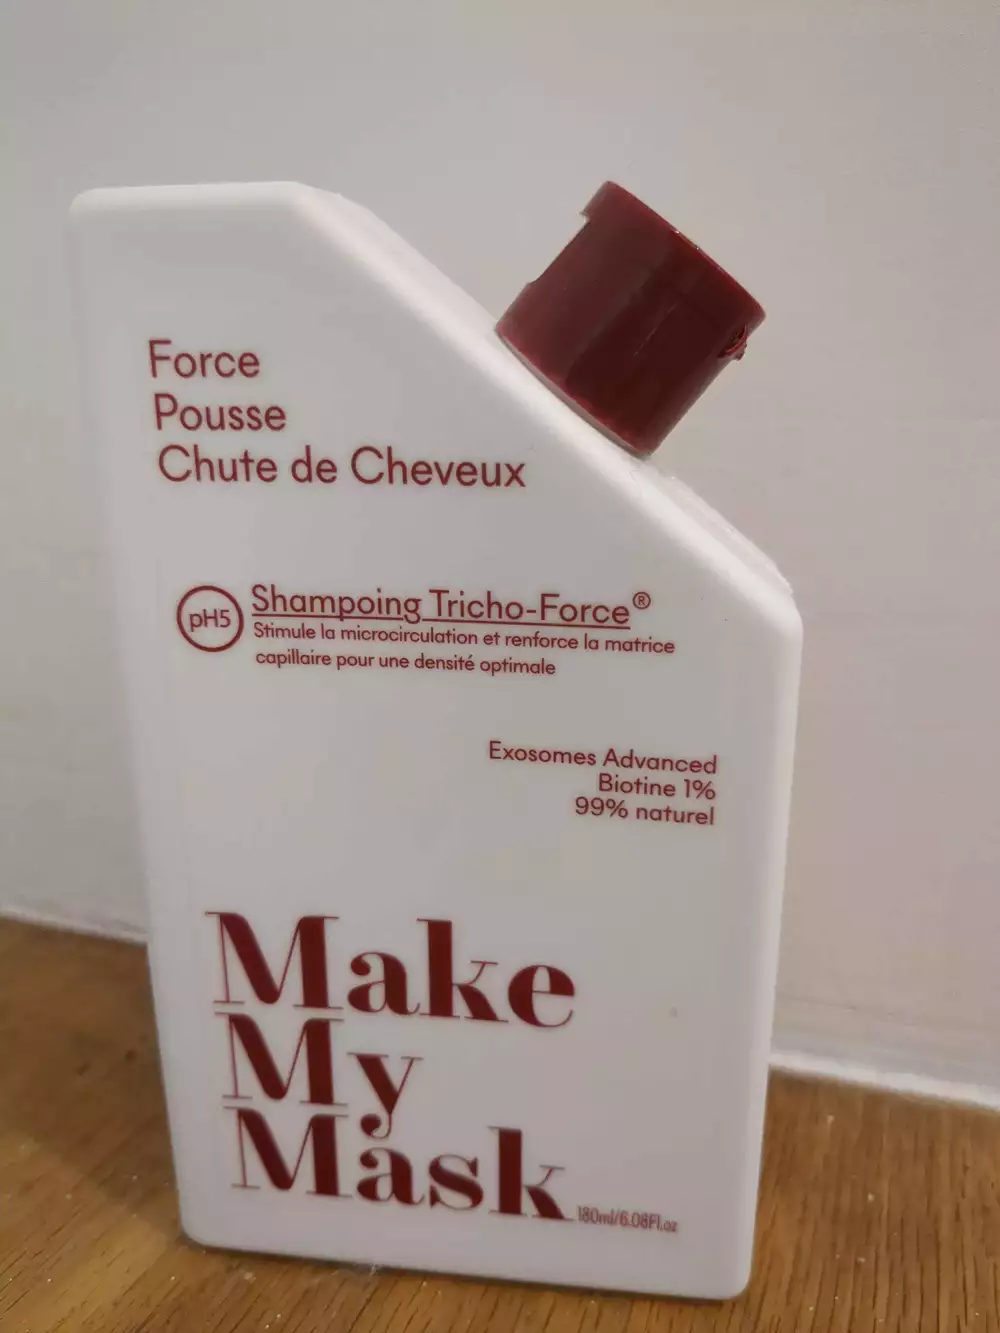 Force
Pousse
Chute de Cheveux
pH5
Shampoing Tricho-Force®
Stimule la microcirculation et renforce la matrice
capillaire pour une densité optimale
Exosomes Advanced
Biotine 1%
99% naturel
Make
My
Mask
180ml/6.08Fl.oz